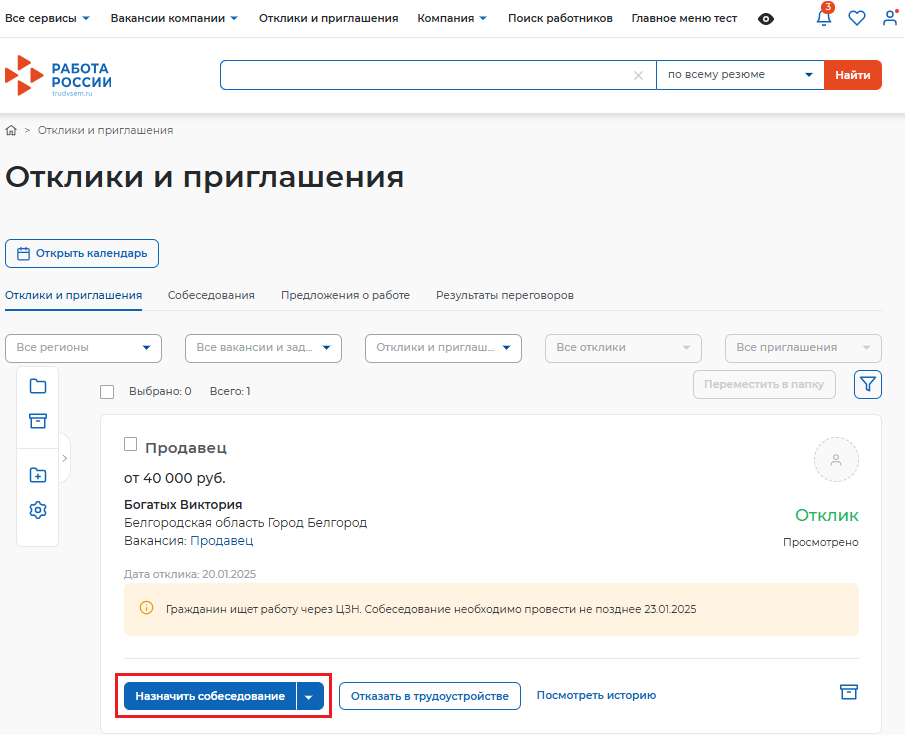 Все сервисы Вакансии компании Отклики и приглашения Компания Поиск работников Главное меню тест 3
РАБОТА
РОССИИ
trudvsem.ru
по всему резюме Найти
> Отклики и приглашения
Отклики и приглашения
Открыть календарь
Отклики и приглашения Собеседования Предложения о работе Результаты переговоров
Все регионы Все вакансии и зад... Отклики и приглаш... Все отклики Все приглашения
Выбрано: 0 Всего: 1 Переместить в папку
Продавец
от 40 000 руб.
Богатых Виктория
Белгородская область Город Белгород
Вакансия: Продавец
Отклик
Просмотрено
Дата отклика: 20.01.2025
Гражданин ищет работу через ЦЗН. Собеседование необходимо провести не позднее 23.01.2025
Назначить собеседование Отказать в трудоустройстве Посмотреть историю